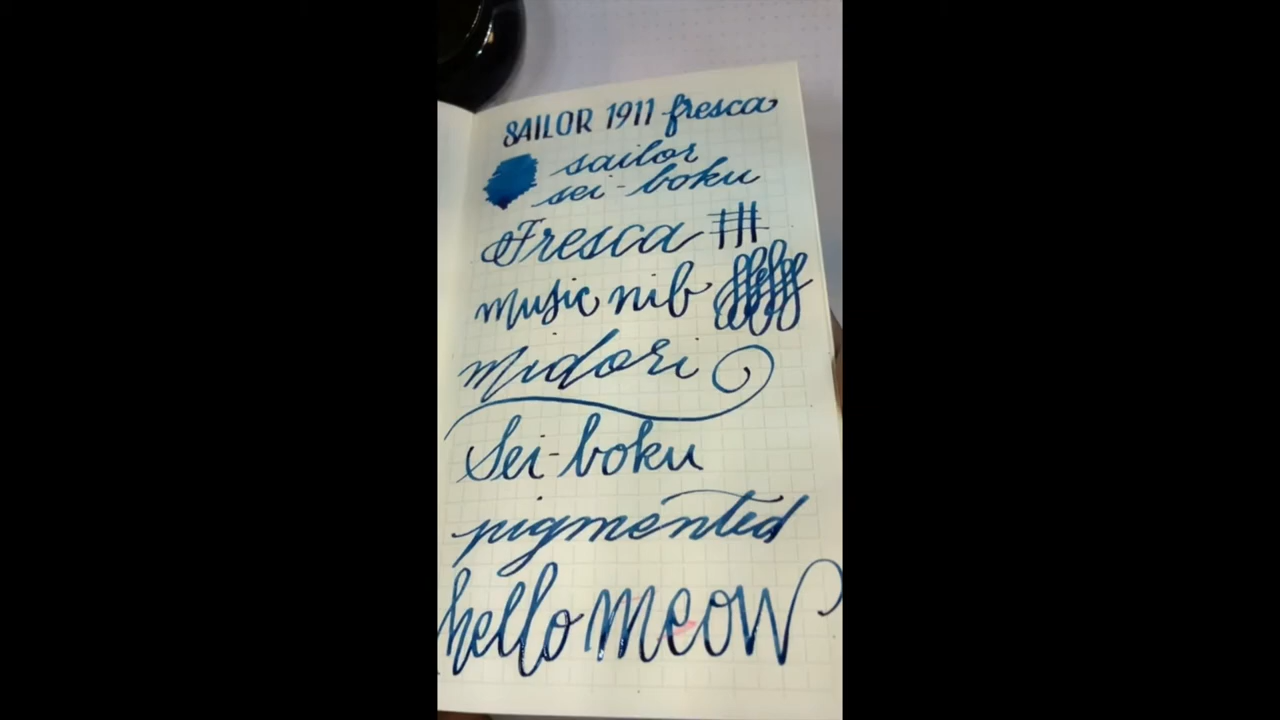 SAILOR 1911 fresca
sailor
sei-boku
Fresca
music nib
midori
Sei-boku
pigmented
hello meow